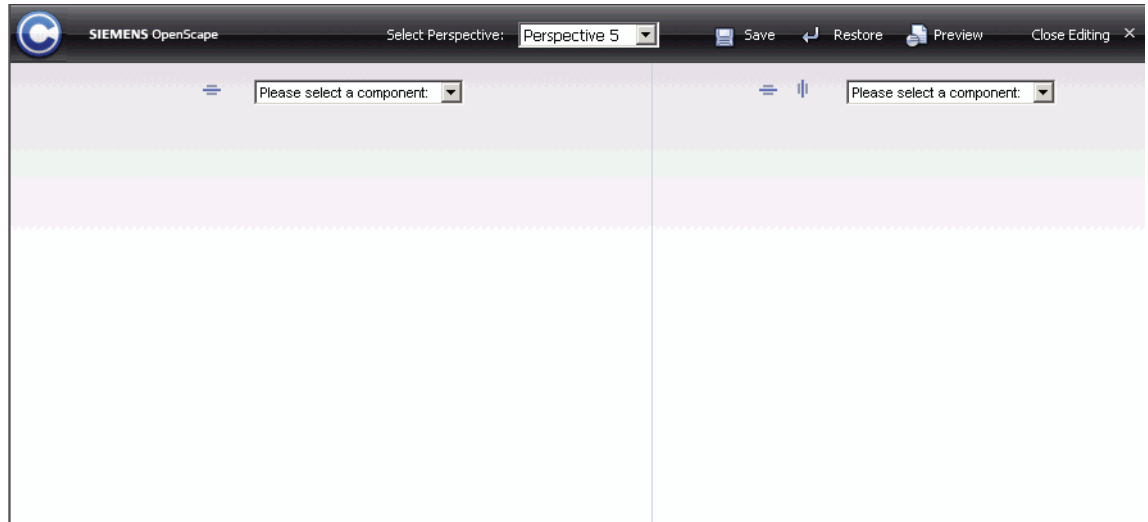 SIEMENS OpenScape Select Perspective: Perspective 5 Save Restore Preview Close Editing
Please select a component: Please select a component: